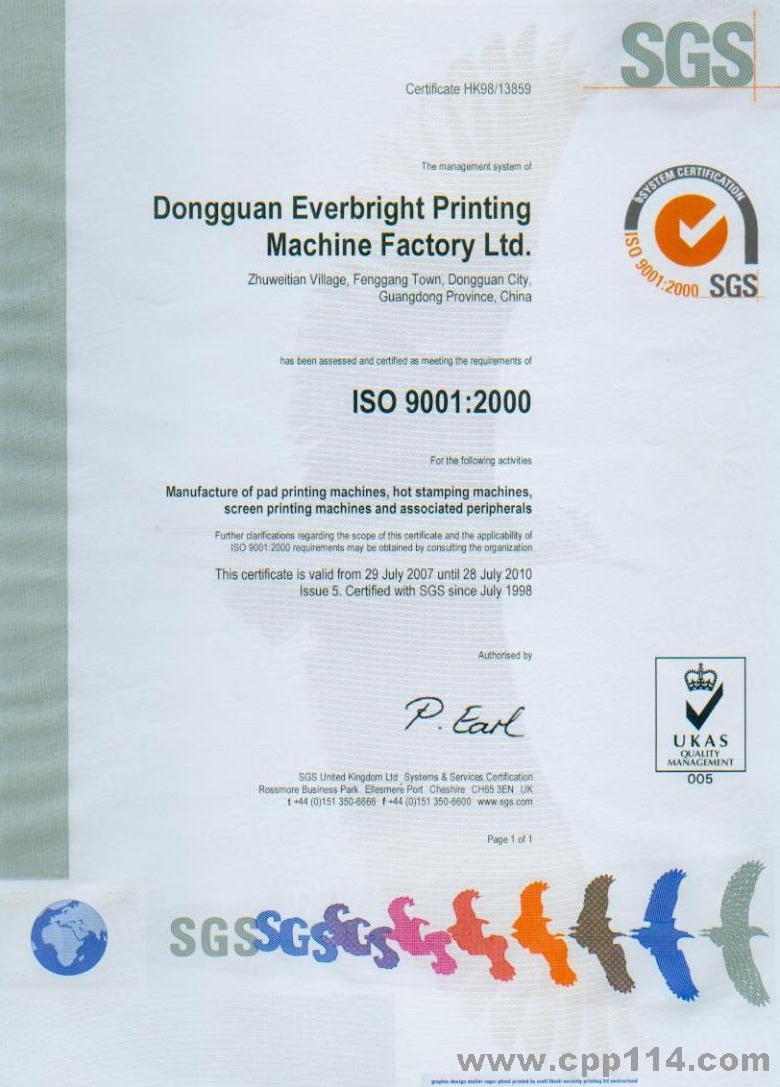 SGS
Certificate HK98/13859
The management system of
Dongguan Everbright Printing
Machine Factory Ltd.
Zhuweitian Village, Fenggang Town, Dongguan City,
Guangdong Province, China
SYSTEM CERTIFICATION
ISO 9001:2000
SGS
has been assessed and certified as meeting the requirements of
ISO 9001:2000
For the following activities
Manufacture of pad printing machines, hot stamping machines,
screen printing machines and associated peripherals
Further clarifications regarding the scope of this certificate and the applicability of
ISO 9001:2000 requirements may be obtained by consulting the organization
This certificate is valid from 29 July 2007 until 28 July 2010
Issue 5. Certified with SGS since July 1998
Authorised by
P. Earl
UKAS
QUALITY
MANAGEMENT
005
SGS United Kingdom Ltd Systems & Services Certification
Rossmore Business Park Ellesmere Port Cheshire CH65 3EN UK
t +44 (0)151 350-6666 f +44 (0)151 350-6600 www.sgs.com
Page 1 of 1
SGS SGS SGS
www.cpp114.com